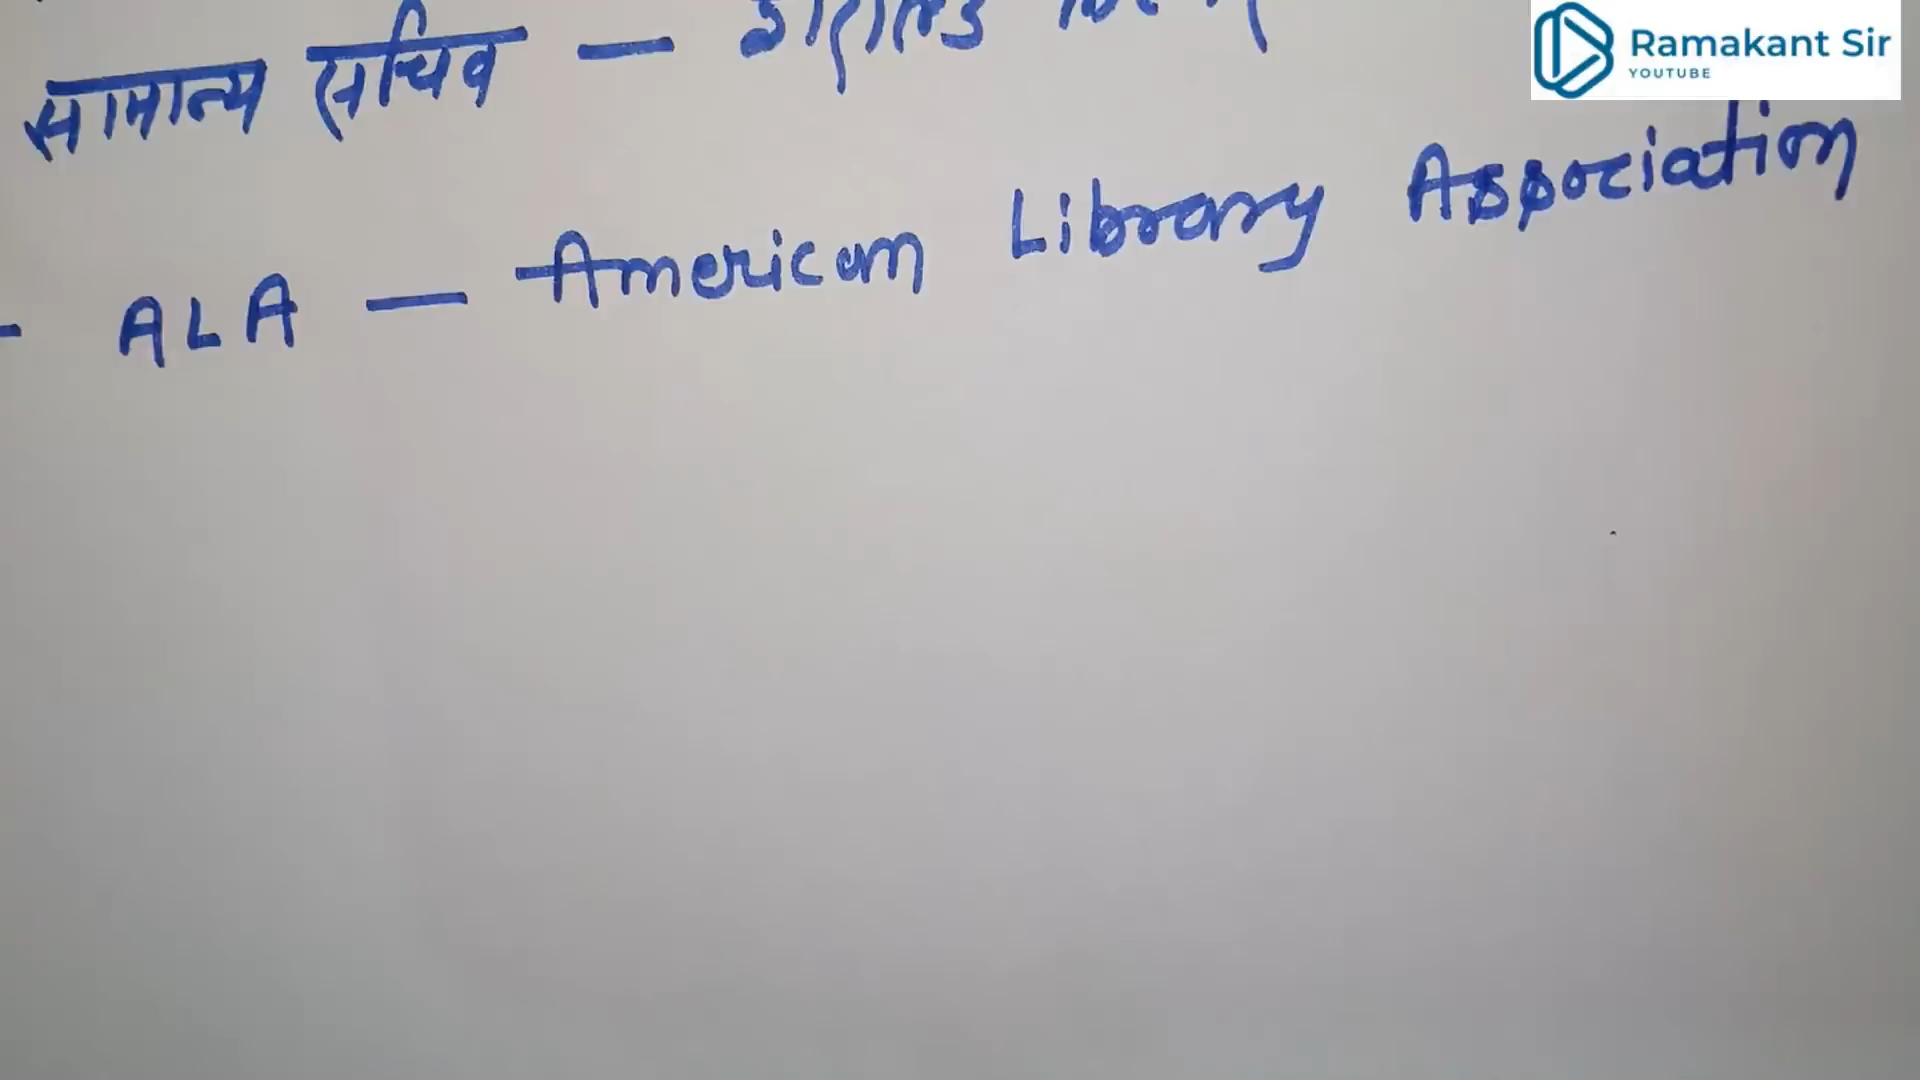 सामान्य सचिव —
ALA — American Library Association
Ramakant Sir
YOUTUBE